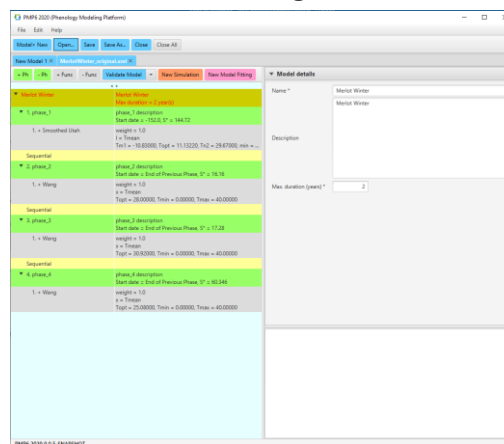 PMP6 2020 (Phenology Modeling Platform)
File Edit Help
Model> New Open... Save Save As.. Close Close All
New Model 1 MerlotWinter_original.xml
+ Ph - Ph + Func - Func Validate Model New Simulation New Model Fitting
Merlot Winter Merlot Winter
Max duration = 2 year(s)
1. phase_1 phase_1 description
Start date = -152.0, S* = 144.72
1. + Smoothed Utah weight = 1.0
= Tmean
Tm1 = -10.83000, Topt = 11.13220, Tn2 = 29.67000, min = ...
Sequential
2. phase_2 phase_2 description
Start date = End of Previous Phase, S* = 16.16
1. + Wang weight = 1.0
= Tmean
Topt = 28.00000, Tmin = 0.00000, Tmax = 40.00000
Sequential
3. phase_3 phase_3 description
Start date = End of Previous Phase, S* = 17.28
1. + Wang weight = 1.0
= Tmean
Topt = 30.92000, Tmin = 0.00000, Tmax = 40.00000
Sequential
4. phase_4 phase_4 description
Start date = End of Previous Phase, S* = 60.346
1. + Wang weight = 1.0
= Tmean
Topt = 25.08000, Tmin = 0.00000, Tmax = 40.00000
Model details
Name * Merlot Winter
Description Merlot Winter
Max. duration (years) * 2